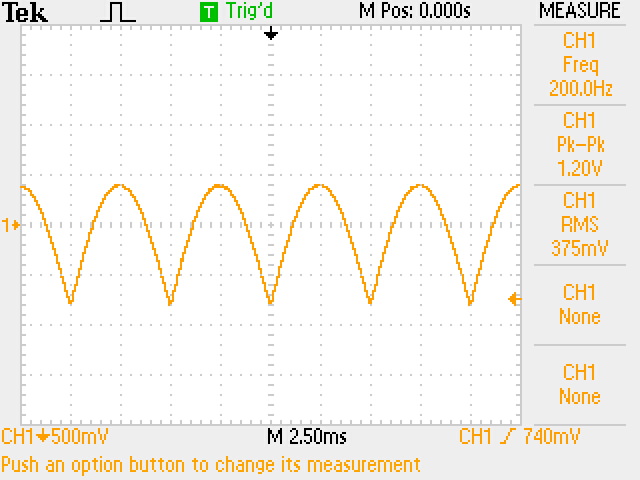 Tek T Trig'd M Pos: 0.000s MEASURE
CH1
Freq
200.0Hz
CH1
Pk-Pk
1.20V
CH1
RMS
375mV
CH1
None
CH1
None
1
CH1 500mV M 2.50ms CH1 740mV
Push an option button to change its measurement